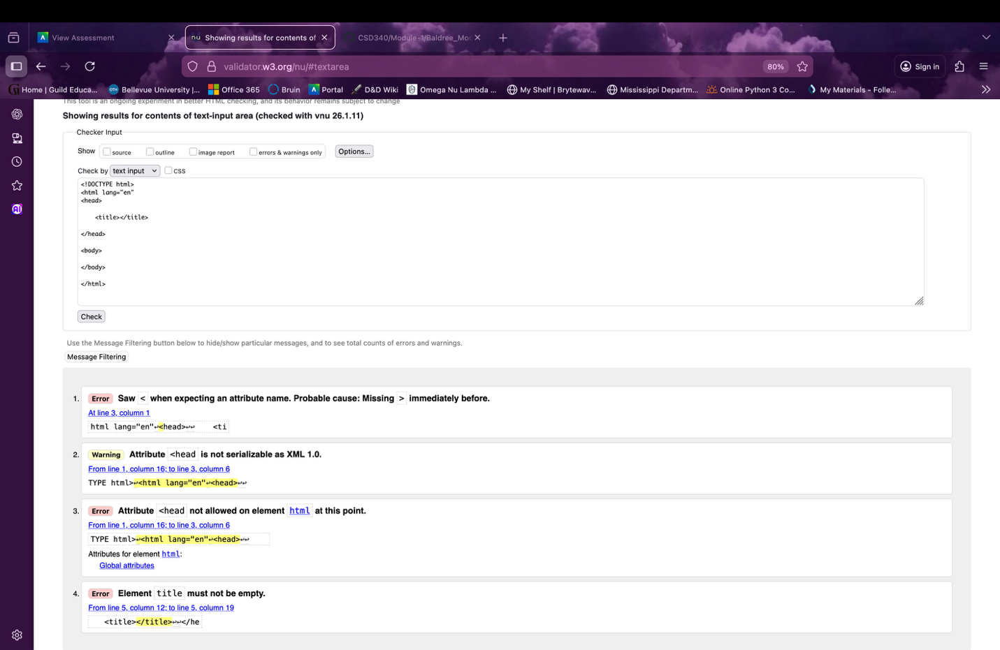 View Assessment
nu Showing results for contents of
CSD340/Module-1/Baldree_Mod
validator.w3.org/nu/#textarea
80%
Sign in
Home | Guild Educa...
Bellevue University |...
Office 365
Bruin
Portal
D&D Wiki
Omega Nu Lambda ...
My Shelf | Brytewav...
Mississippi Departm...
Online Python 3 Co...
My Materials - Folle...
This tool is an ongoing experiment in better HTML checking, and its behavior remains subject to change
Showing results for contents of text-input area (checked with vnu 26.1.11)
Checker Input
Show source outline image report errors & warnings only Options...
Check by text input css
<!DOCTYPE html>
<html lang="en"
<head>
<title></title>
</head>
<body>
</body>
</html>
Check
Use the Message Filtering button below to hide/show particular messages, and to see total counts of errors and warnings.
Message Filtering
1. Error Saw < when expecting an attribute name. Probable cause: Missing > immediately before.
At line 3, column 1
html lang="en"↩<head>↩↩    <ti
2. Warning Attribute <head is not serializable as XML 1.0.
From line 1, column 16; to line 3, column 6
TYPE html>↩<html lang="en"↩<head>↩↩
3. Error Attribute <head not allowed on element html at this point.
From line 1, column 16; to line 3, column 6
TYPE html>↩<html lang="en"↩<head>↩↩
Attributes for element html:
Global attributes
4. Error Element title must not be empty.
From line 5, column 12; to line 5, column 19
<title></title>↩↩</he